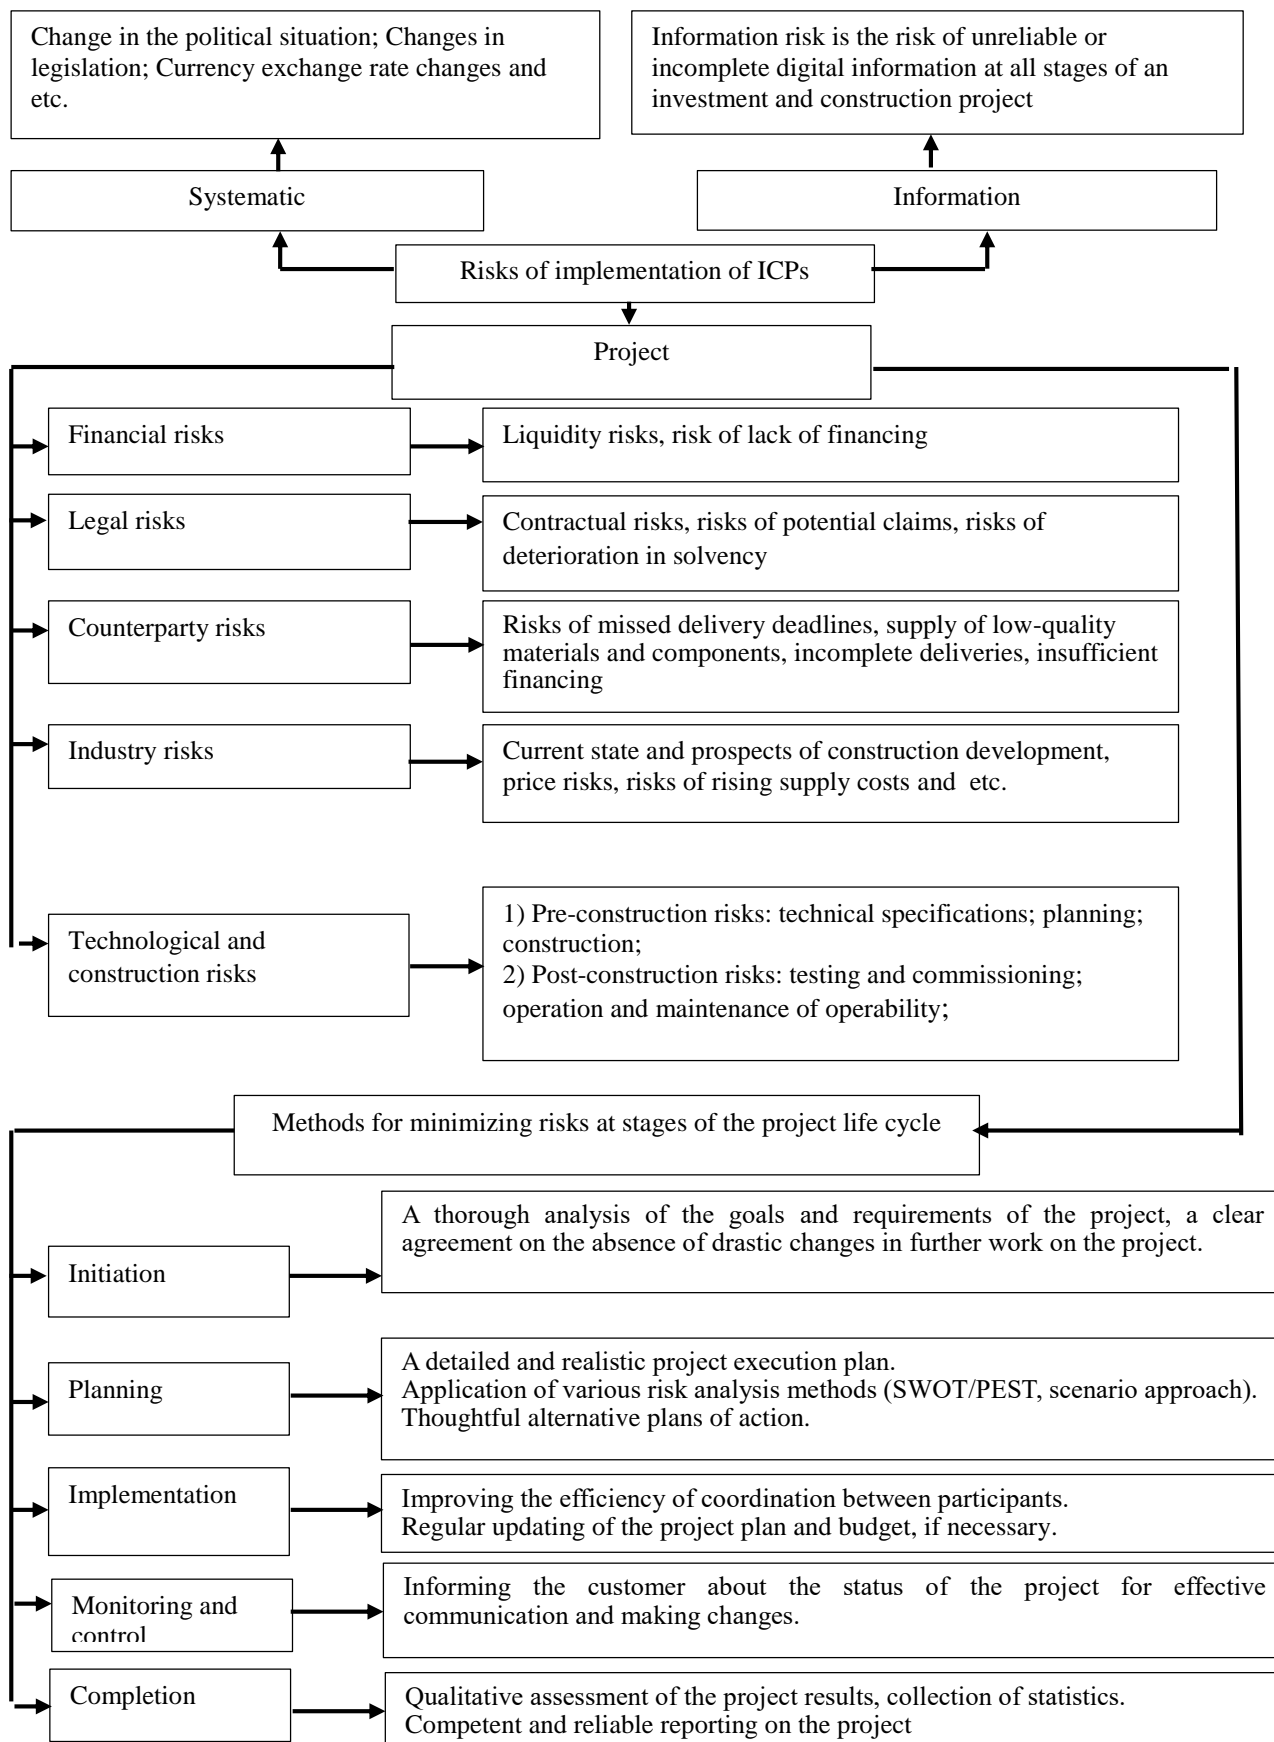 Change in the political situation; Changes in
legislation; Currency exchange rate changes and
etc.
Information risk is the risk of unreliable or
incomplete digital information at all stages of an
investment and construction project
Systematic
Information
Risks of implementation of ICPs
Project
Financial risks
Liquidity risks, risk of lack of financing
Legal risks
Contractual risks, risks of potential claims, risks of
deterioration in solvency
Counterparty risks
Risks of missed delivery deadlines, supply of low-quality
materials and components, incomplete deliveries, insufficient
financing
Industry risks
Current state and prospects of construction development,
price risks, risks of rising supply costs and etc.
Technological and
construction risks
1) Pre-construction risks: technical specifications; planning;
construction;
2) Post-construction risks: testing and commissioning;
operation and maintenance of operability;
Methods for minimizing risks at stages of the project life cycle
Initiation
A thorough analysis of the goals and requirements of the project, a clear
agreement on the absence of drastic changes in further work on the project.
Planning
A detailed and realistic project execution plan.
Application of various risk analysis methods (SWOT/PEST, scenario approach).
Thoughtful alternative plans of action.
Implementation
Improving the efficiency of coordination between participants.
Regular updating of the project plan and budget, if necessary.
Monitoring and
control
Informing the customer about the status of the project for effective
communication and making changes.
Completion
Qualitative assessment of the project results, collection of statistics.
Competent and reliable reporting on the project